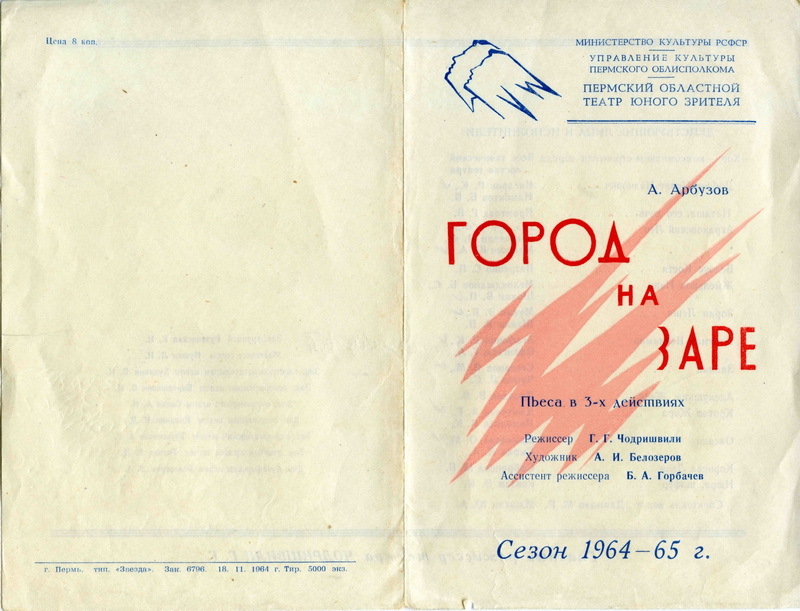 Цена 8 коп.
г. Пермь, тип. «Звезда». Зак. 6796. 18. 11. 1964 г. Тир. 5000 экз.
МИНИСТЕРСТВО КУЛЬТУРЫ РСФСР
УПРАВЛЕНИЕ КУЛЬТУРЫ
ПЕРМСКОГО ОБЛИСПОЛКОМА
ПЕРМСКИЙ ОБЛАСТНОЙ
ТЕАТР ЮНОГО ЗРИТЕЛЯ
А. Арбузов
ГОРОД
НА
ЗАРЕ
Пьеса в 3-х действиях
Режиссер Г. Г. Чодришвили
Художник А. И. Белозеров
Ассистент режиссера Б. А. Горбачев
Сезон 1964—65 г.